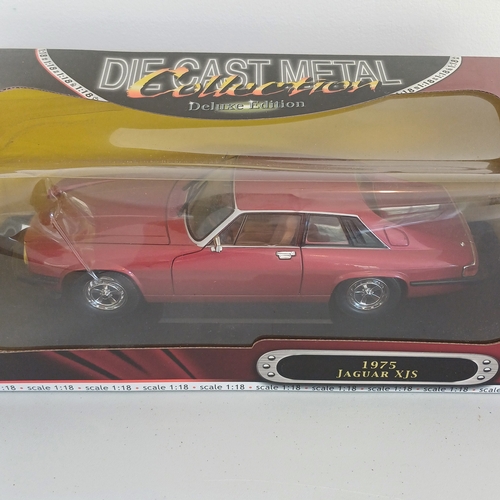 DIE CAST METAL
Collection
Deluxe Edition
1975
JAGUAR XJS
:18 - scale 1:18 - scale 1:18 - scale 1:18 - scale 1:18 - scale 1:18 - scale 1:18 - scale 1:18 - scale 1:18